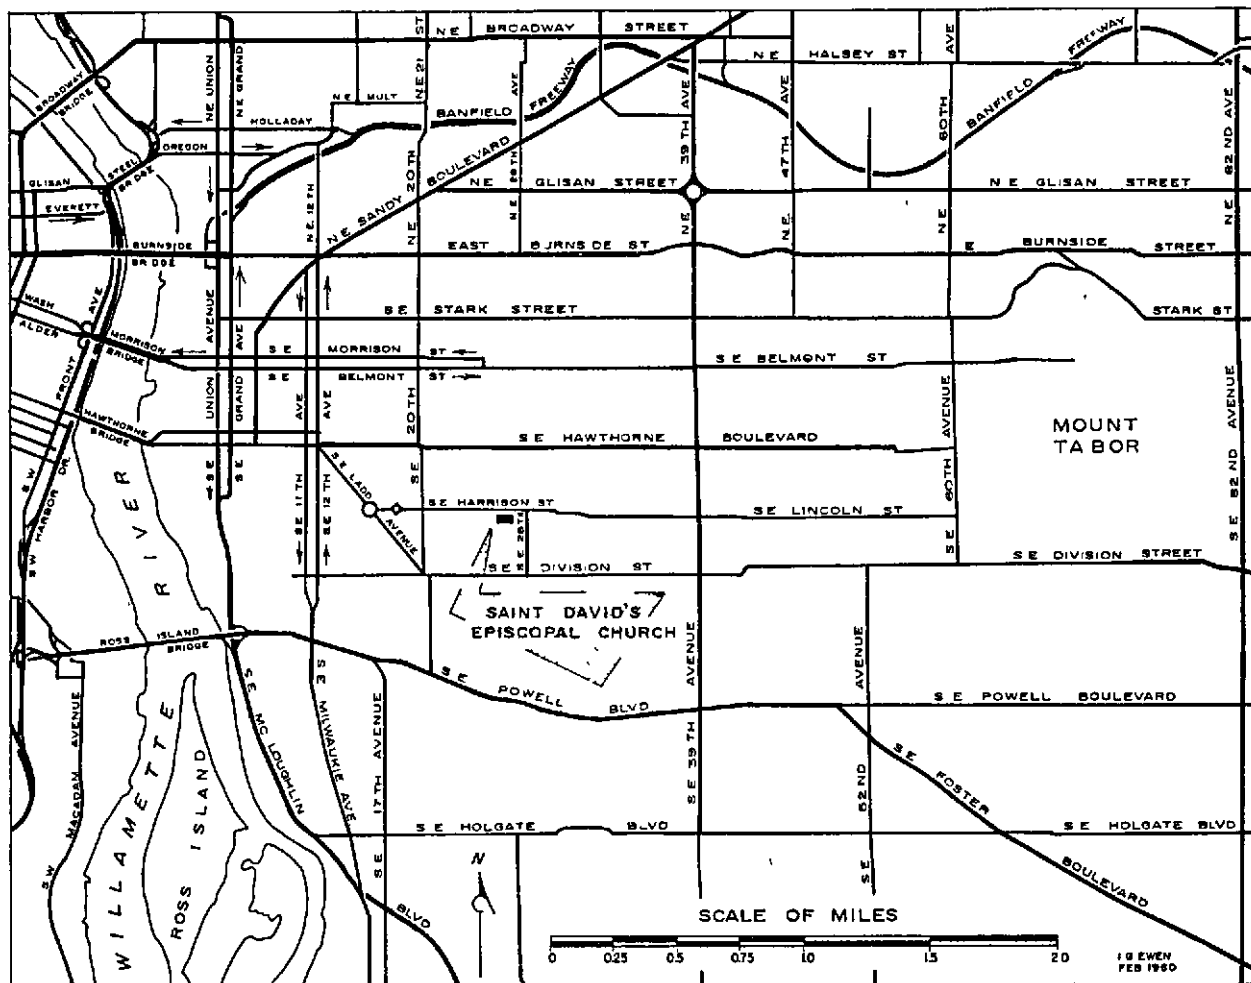 NE BROADWAY STREET
NE 21 ST
NE HALSEY ST
AVE
FREEWAY
BROADWAY
BRIDGE
NE UNION
NE GRAND
NE MULT
BANFIELD
FREEWAY
AVE
39TH AVE
47TH AVE
60TH
BANFIELD
82ND AVE
HOLLADAY
OREGON
STEEL
BRIDGE
GLISAN
EVERETT
NE 12TH
NE SANDY BOULEVARD
20TH
NE
NE 28TH
NE GLISAN STREET
NE
NE
NE
NE GLISAN STREET
NE
BURNSIDE
BRIDGE
EAST BURNSIDE ST
E BURNSIDE STREET
WASH
ALDER
AVE
FRONT
MORRISON
BRIDGE
AVENUE
AVE
SE STARK STREET
STARK ST
SE MORRISON ST
SE BELMONT ST
SE BELMONT ST
UNION
GRAND
AVE
AVE
20TH
SE
HAWTHORNE
BRIDGE
SE HAWTHORNE BOULEVARD
MOUNT
TABOR
60TH AVENUE
SE
SE 82ND AVENUE
SW
SW HARBOR DR.
SE
SE
SE 11TH
SE 12TH
SE LADD
AVENUE
SE HARRISON ST
SE LINCOLN ST
SE 26TH
SE DIVISION ST
SE DIVISION STREET
SAINT DAVID'S
EPISCOPAL CHURCH
ROSS ISLAND
BRIDGE
WILLAMETTE RIVER
ROSS ISLAND
SW MACADAM AVENUE
SE MC LOUGHLIN
BLVD
SE MILWAUKIE AVE
SE 17TH AVENUE
SE POWELL BLVD
SE POWELL BOULEVARD
SE 39TH AVENUE
SE 52ND AVENUE
SE FOSTER
BOULEVARD
SE HOLGATE BLVD
SE HOLGATE BLVD
N
SCALE OF MILES
0 0.25 0.5 0.75 1.0 1.5 2.0
I G EWEN
FEB 1960